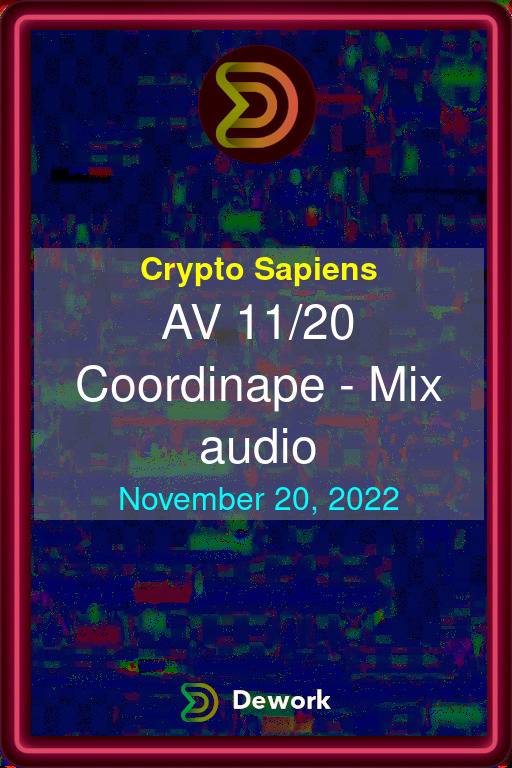 Crypto Sapiens
AV 11/20
Coordinape - Mix
audio
November 20, 2022
Dework